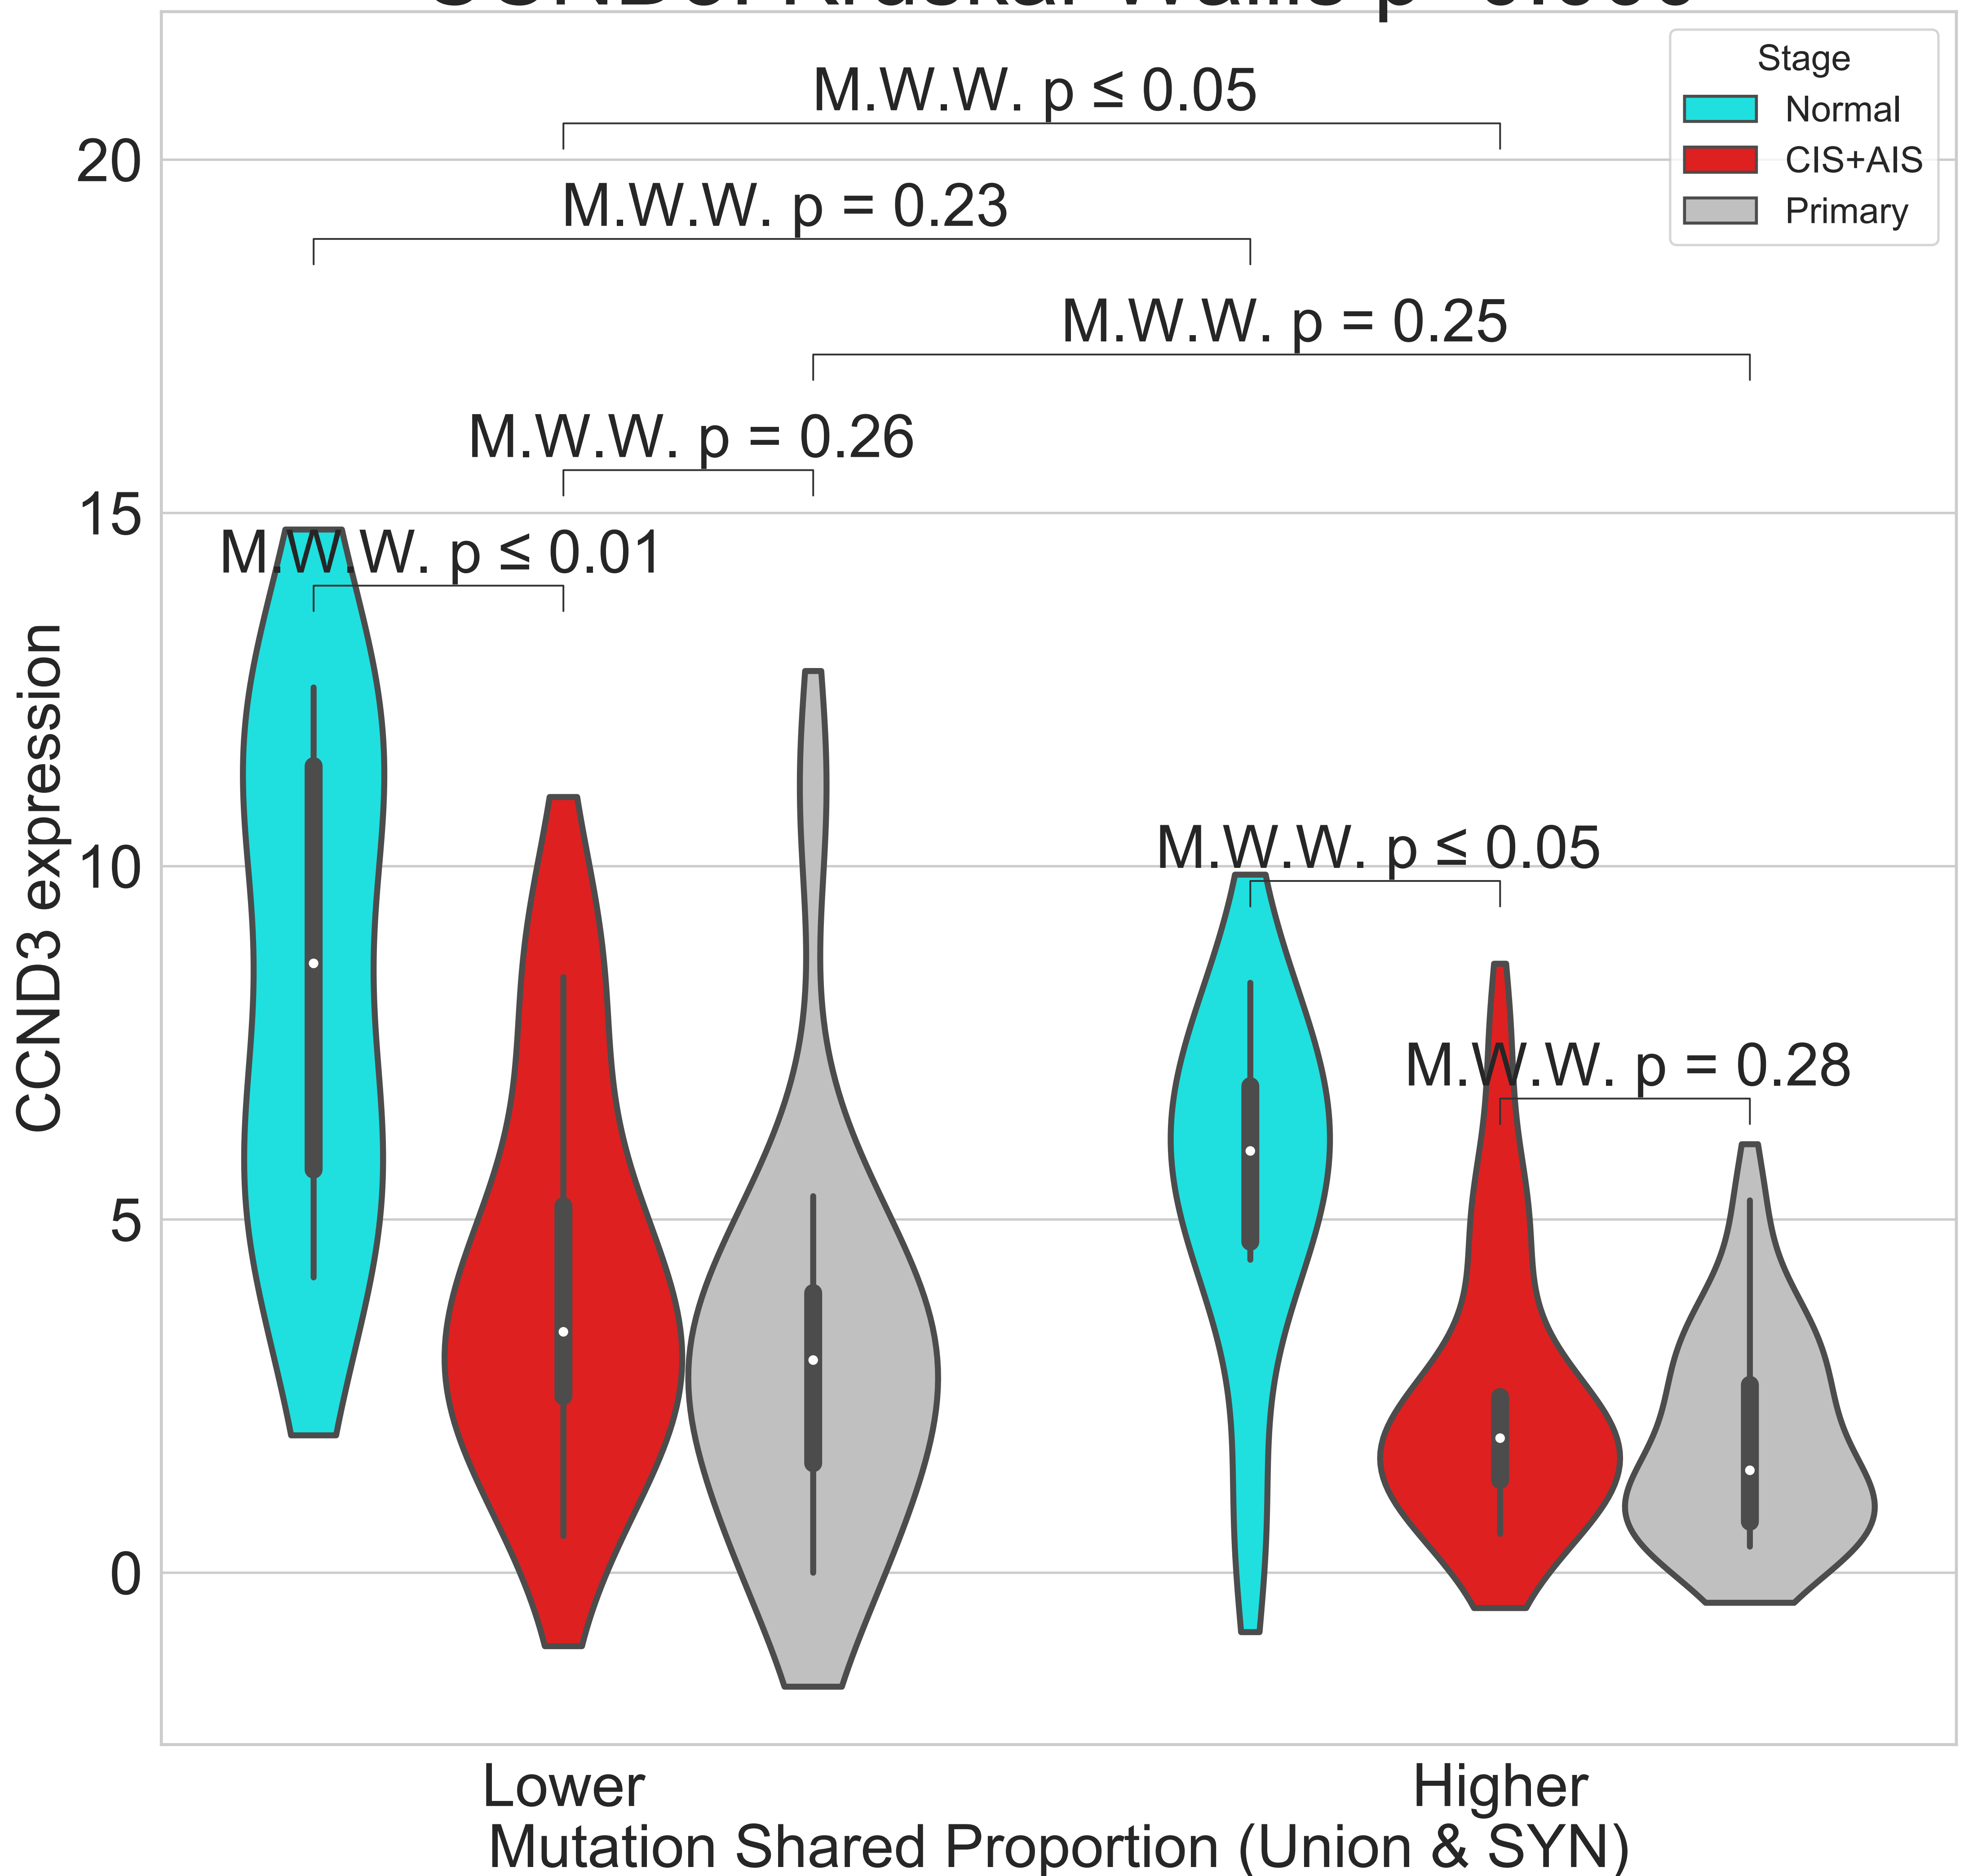 Stage
Normal
CIS+AIS
Primary
M.W.W. p ≤ 0.05
M.W.W. p = 0.23
M.W.W. p = 0.25
M.W.W. p = 0.26
M.W.W. p ≤ 0.01
M.W.W. p ≤ 0.05
M.W.W. p = 0.28
20
15
10
5
0
CCND3 expression
Lower
Higher
Mutation Shared Proportion (Union & SYN)